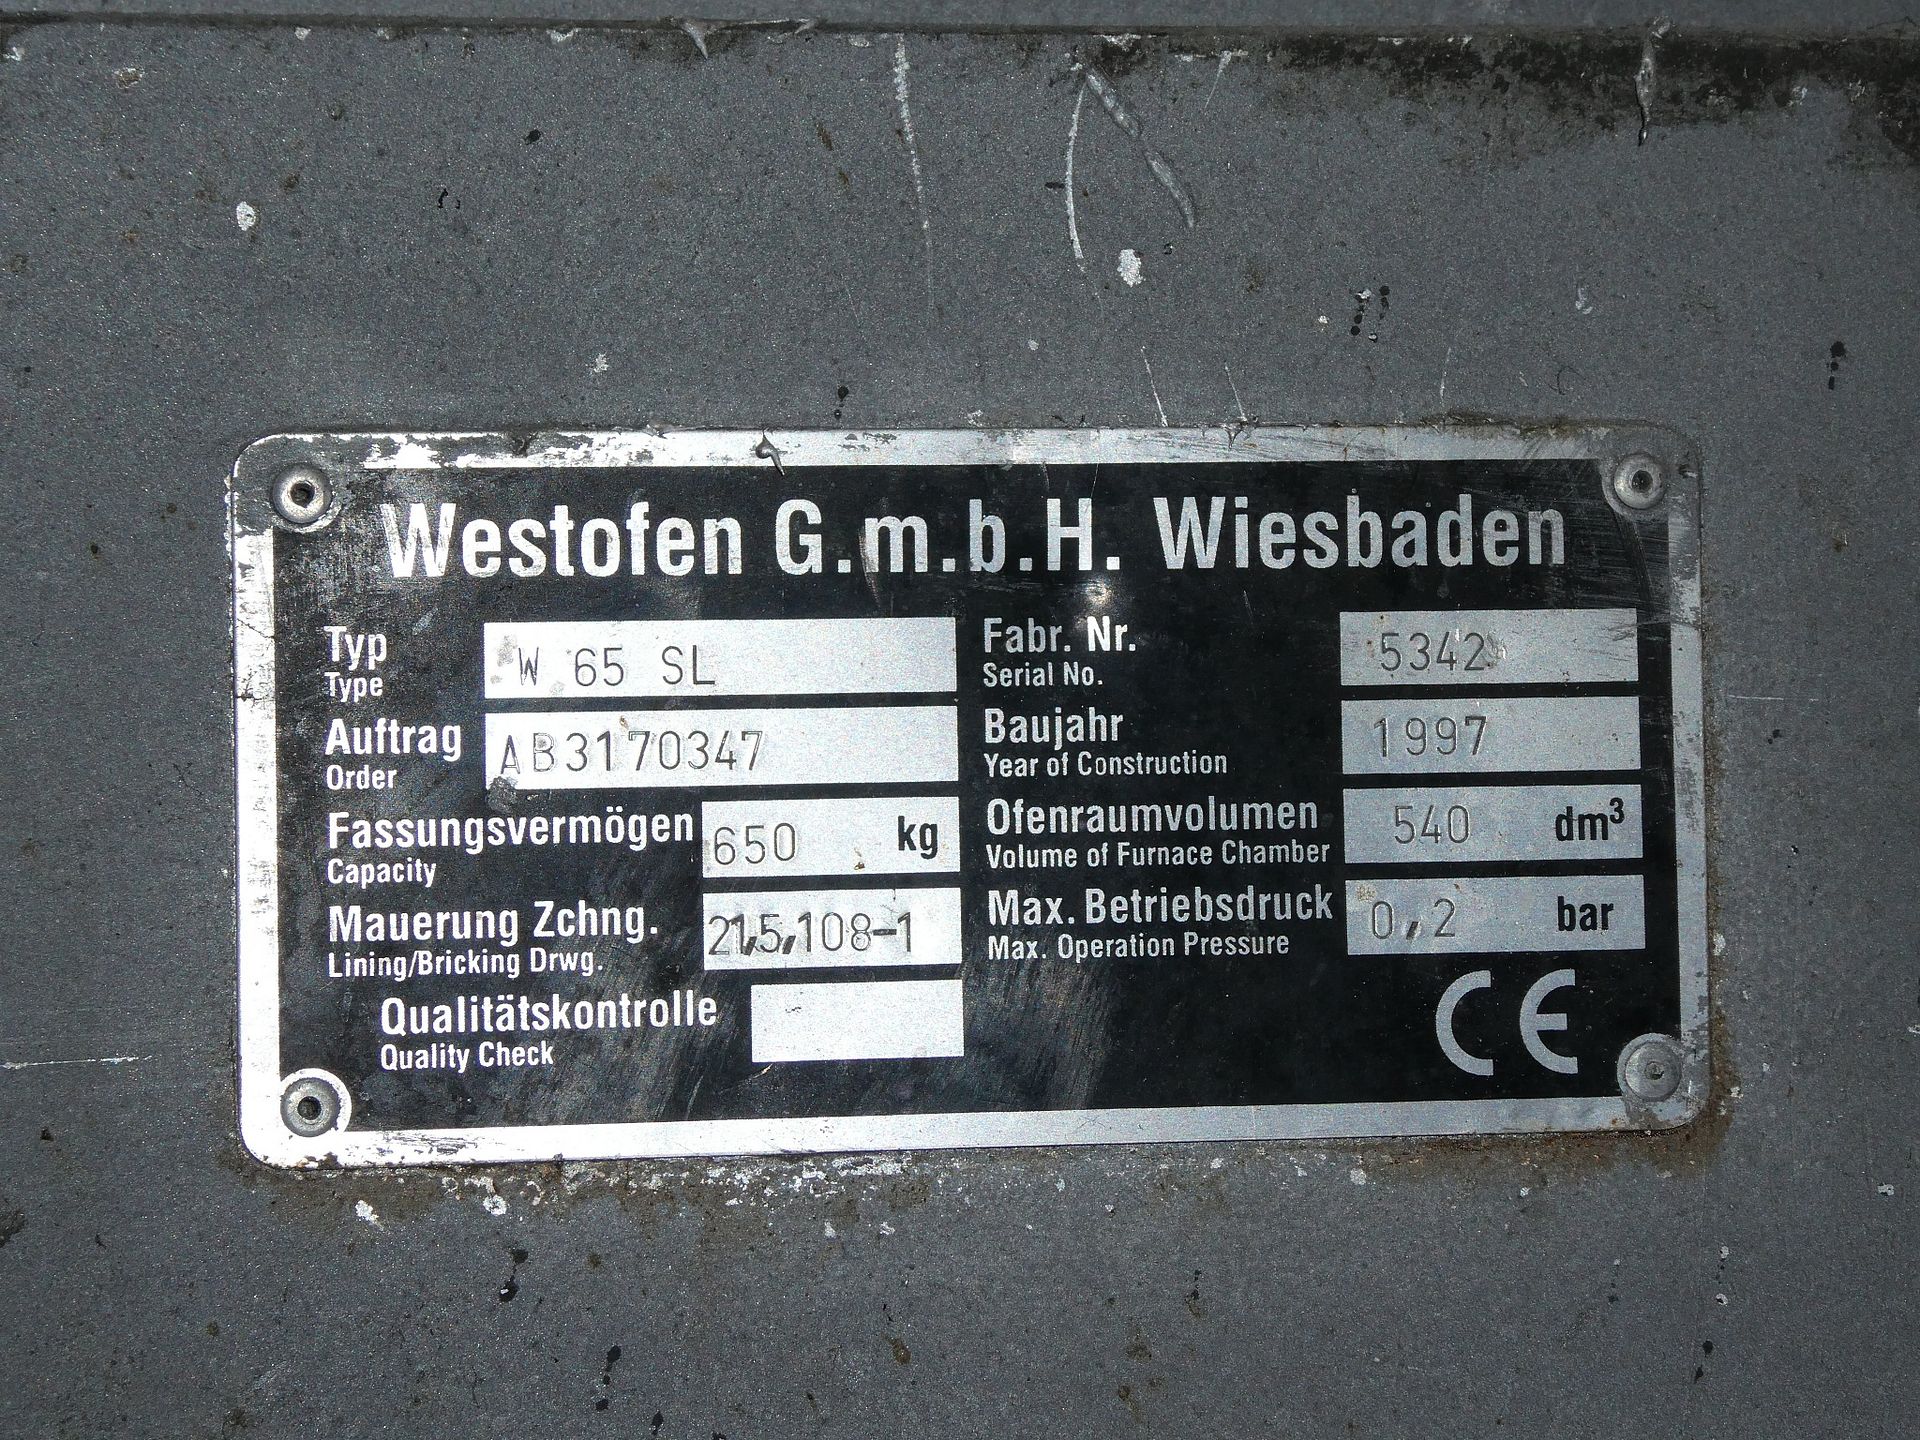 Westofen G.m.b.H. Wiesbaden
Typ W 65 SL
Type
Auftrag AB3170347
Order
Fassungsvermögen 650 kg
Capacity
Mauerung Zchng. 21,5,108-1
Lining/Bricking Drwg.
Qualitätskontrolle
Quality Check
Fabr. Nr. 5342
Serial No.
Baujahr 1997
Year of Construction
Ofenraumvolumen 540 dm³
Volume of Furnace Chamber
Max. Betriebsdruck 0,2 bar
Max. Operation Pressure
CE